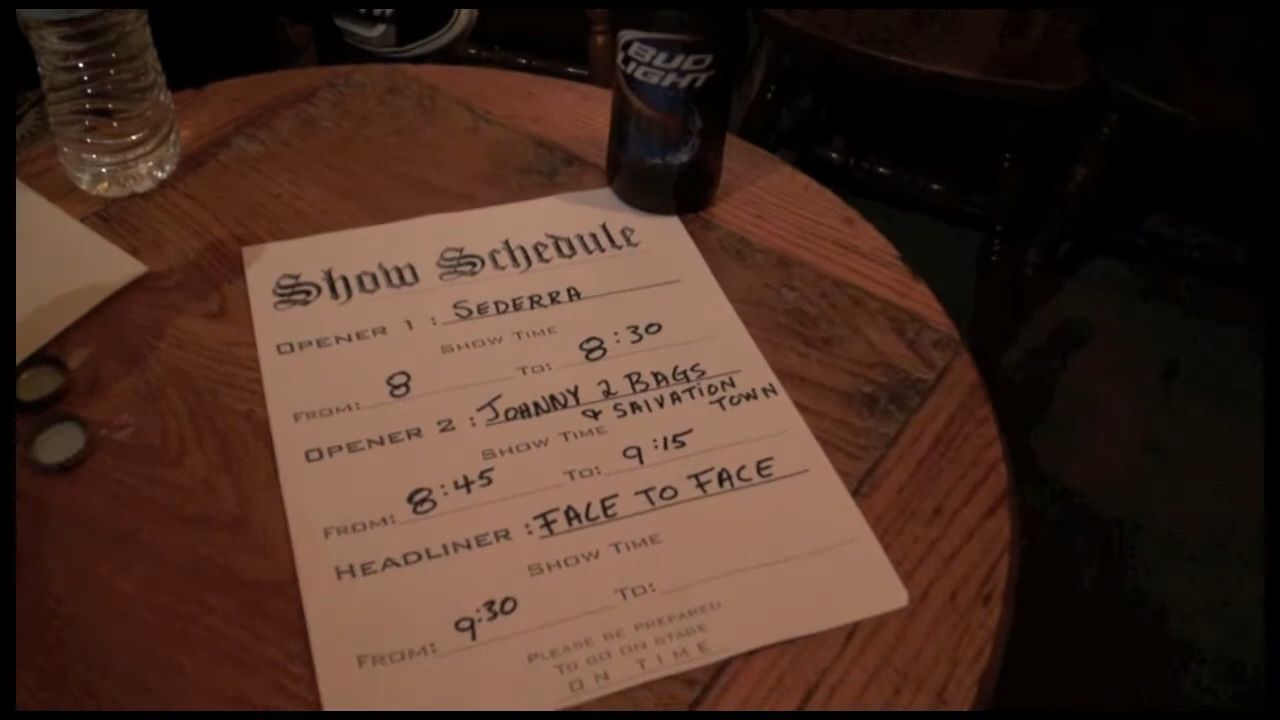 BUD
LIGHT
Show Schedule
OPENER 1 : SEDERRA
SHOW TIME
FROM: 8 TO: 8:30
OPENER 2 : JOHNNY 2 BAGS
& SALVATION
TOWN
SHOW TIME
FROM: 8:45 TO: 9:15
HEADLINER : FACE TO FACE
SHOW TIME
FROM: 9:30 TO:
PLEASE BE PREPARED
TO GO ON STAGE
ON TIME